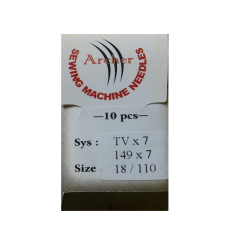 Archer
SEWING MACHINE NEEDLES
—10 pcs—
Sys : TV x 7
149 x 7
Size 18 / 110